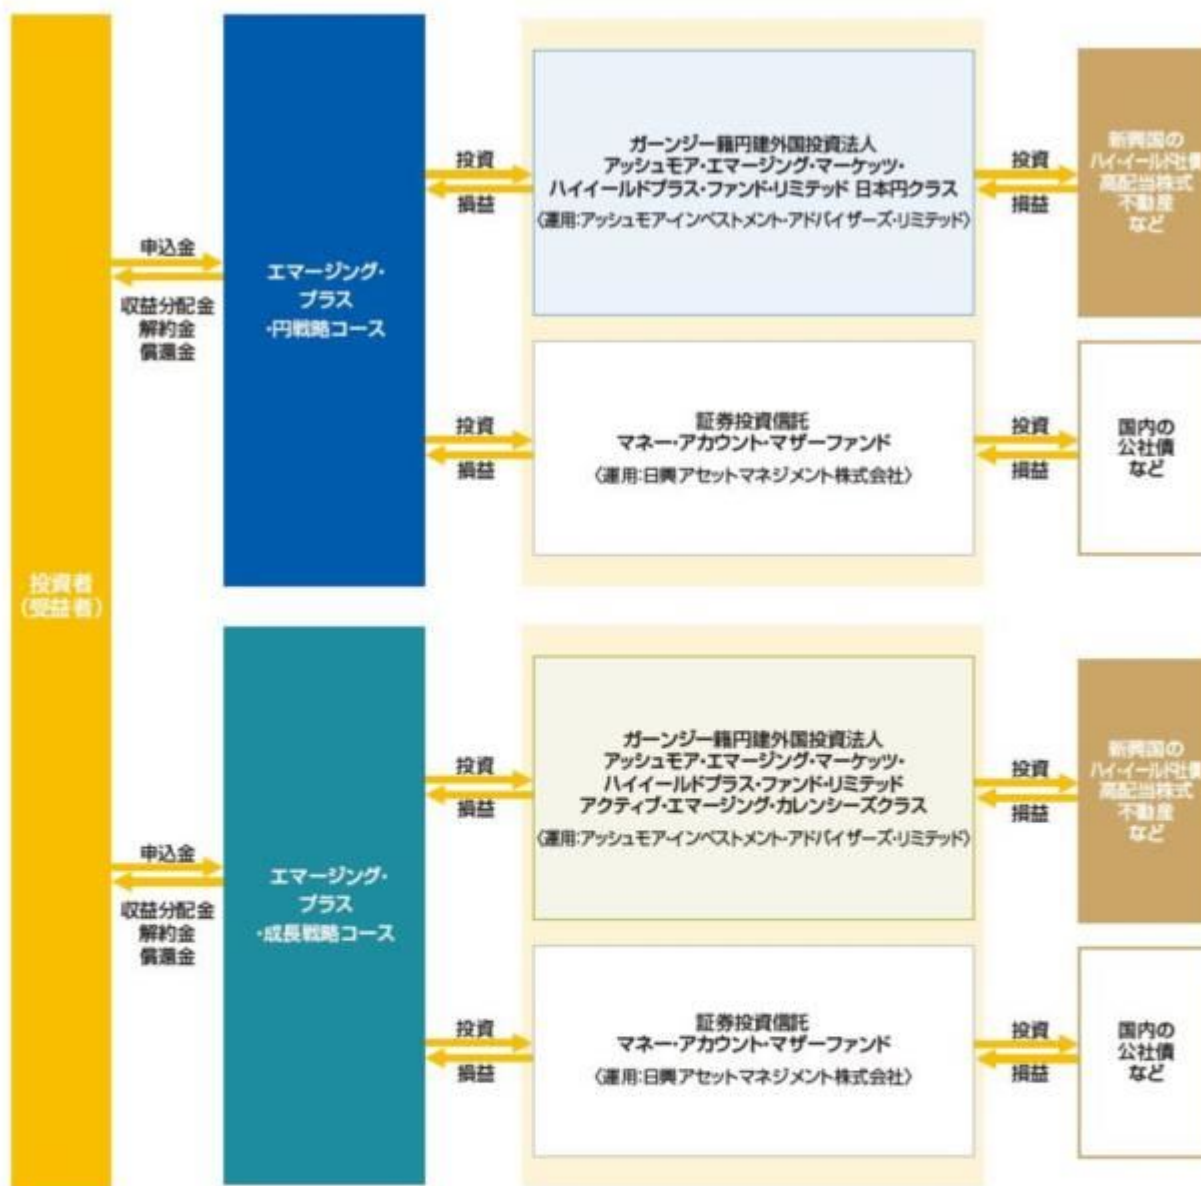 投資者
(受益者)
申込金
収益分配金
解約金
償還金
エマージング・
プラス
・円戦略コース
投資
損益
ガーンジー籍円建外国投資法人
アッシュモア・エマージング・マーケッツ・
ハイイールドプラス・ファンド・リミテッド 日本円クラス
〈運用:アッシュモア・インベストメント・アドバイザーズ・リミテッド〉
投資
損益
新興国の
ハイ・イールド社債
高配当株式
不動産
など
投資
損益
証券投資信託
マネー・アカウント・マザーファンド
〈運用:日興アセットマネジメント株式会社〉
投資
損益
国内の
公社債
など
申込金
収益分配金
解約金
償還金
エマージング・
プラス
・成長戦略コース
投資
損益
ガーンジー籍円建外国投資法人
アッシュモア・エマージング・マーケッツ・
ハイイールドプラス・ファンド・リミテッド
アクティブ・エマージング・カレンシーズクラス
〈運用:アッシュモア・インベストメント・アドバイザーズ・リミテッド〉
投資
損益
新興国の
ハイ・イールド社債
高配当株式
不動産
など
投資
損益
証券投資信託
マネー・アカウント・マザーファンド
〈運用:日興アセットマネジメント株式会社〉
投資
損益
国内の
公社債
など